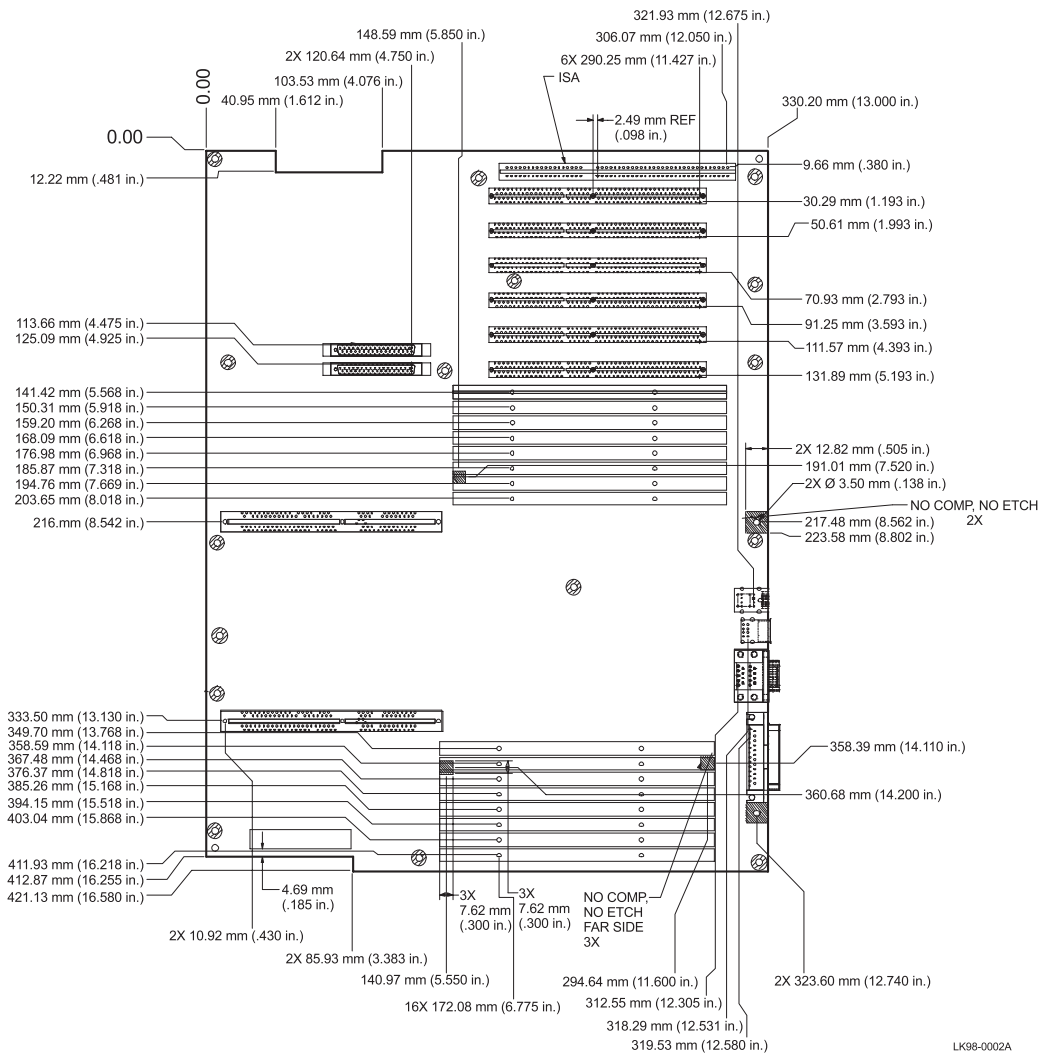 321.93 mm (12.675 in.)
148.59 mm (5.850 in.)
306.07 mm (12.050 in.)
2X 120.64 mm (4.750 in.)
6X 290.25 mm (11.427 in.)
103.53 mm (4.076 in.)
ISA
0.00
40.95 mm (1.612 in.)
330.20 mm (13.000 in.)
2.49 mm REF
(.098 in.)
0.00
12.22 mm (.481 in.)
9.66 mm (.380 in.)
30.29 mm (1.193 in.)
50.61 mm (1.993 in.)
70.93 mm (2.793 in.)
91.25 mm (3.593 in.)
111.57 mm (4.393 in.)
131.89 mm (5.193 in.)
113.66 mm (4.475 in.)
125.09 mm (4.925 in.)
141.42 mm (5.568 in.)
150.31 mm (5.918 in.)
159.20 mm (6.268 in.)
168.09 mm (6.618 in.)
176.98 mm (6.968 in.)
185.87 mm (7.318 in.)
194.76 mm (7.669 in.)
203.65 mm (8.018 in.)
216.mm (8.542 in.)
2X 12.82 mm (.505 in.)
191.01 mm (7.520 in.)
2X Ø 3.50 mm (.138 in.)
NO COMP, NO ETCH
2X
217.48 mm (8.562 in.)
223.58 mm (8.802 in.)
333.50 mm (13.130 in.)
349.70 mm (13.768 in.)
358.59 mm (14.118 in.)
367.48 mm (14.468 in.)
376.37 mm (14.818 in.)
385.26 mm (15.168 in.)
394.15 mm (15.518 in.)
403.04 mm (15.868 in.)
411.93 mm (16.218 in.)
412.87 mm (16.255 in.)
421.13 mm (16.580 in.)
358.39 mm (14.110 in.)
360.68 mm (14.200 in.)
4.69 mm
(.185 in.)
3X
7.62 mm
(.300 in.)
3X
7.62 mm
(.300 in.)
NO COMP,
NO ETCH
FAR SIDE
3X
2X 10.92 mm (.430 in.)
2X 85.93 mm (3.383 in.)
140.97 mm (5.550 in.)
16X 172.08 mm (6.775 in.)
294.64 mm (11.600 in.)
312.55 mm (12.305 in.)
318.29 mm (12.531 in.)
319.53 mm (12.580 in.)
2X 323.60 mm (12.740 in.)
LK98-0002A